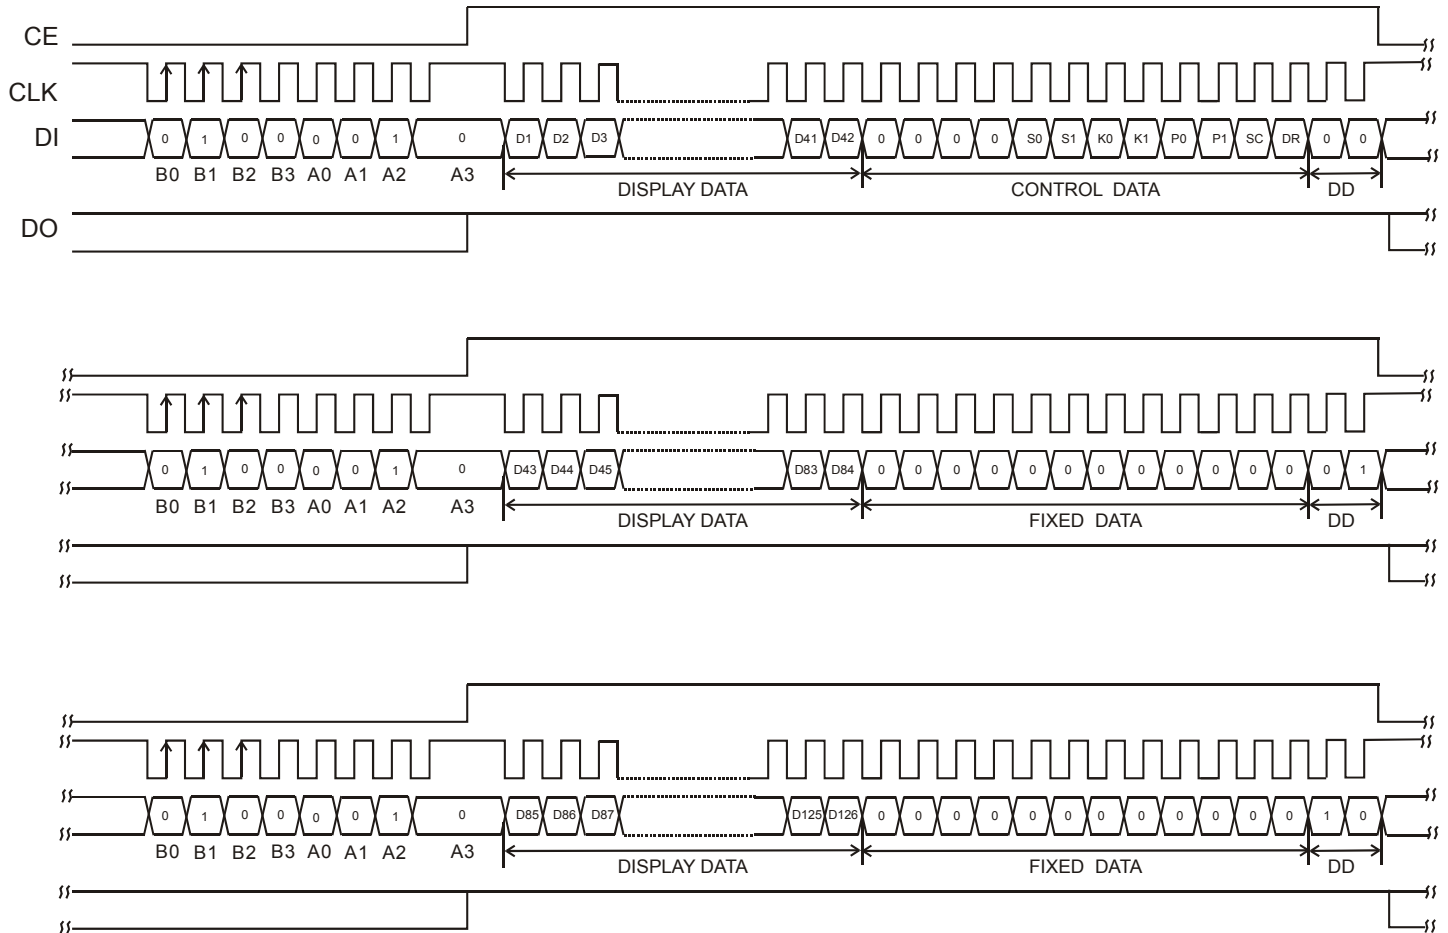 CE
CLK
DI
0 1 0 0 0 0 1 0 D1 D2 D3 D41 D42 0 0 0 0 S0 S1 K0 K1 P0 P1 SC DR 0 0
B0 B1 B2 B3 A0 A1 A2 A3
DISPLAY DATA CONTROL DATA DD
DO
0 1 0 0 0 0 1 0 D43 D44 D45 D83 D84 0 0 0 0 0 0 0 0 0 0 0 0 0 1
B0 B1 B2 B3 A0 A1 A2 A3
DISPLAY DATA FIXED DATA DD
0 1 0 0 0 0 1 0 D85 D86 D87 D125 D126 0 0 0 0 0 0 0 0 0 0 0 0 1 0
B0 B1 B2 B3 A0 A1 A2 A3
DISPLAY DATA FIXED DATA DD